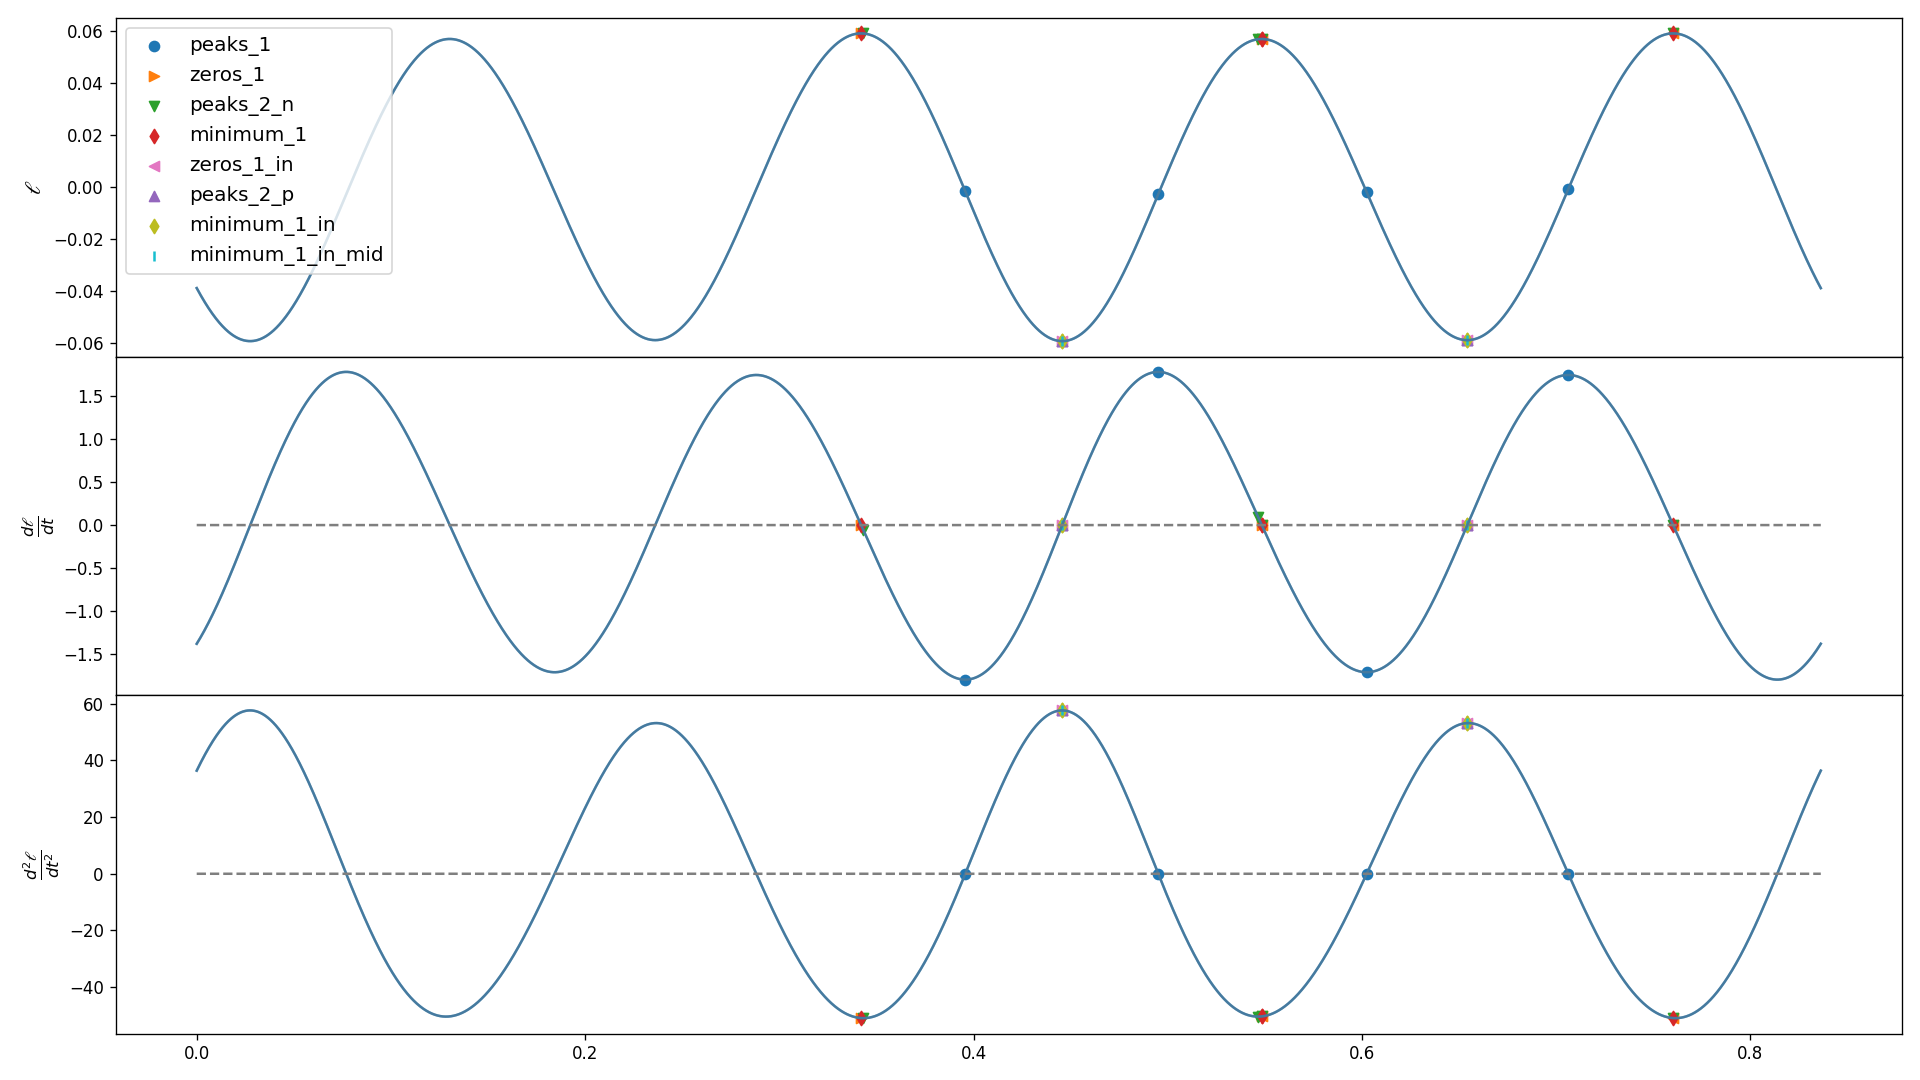 0.06
0.04
0.02
0.00
−0.02
−0.04
−0.06
ℓ
peaks_1
zeros_1
peaks_2_n
minimum_1
zeros_1_in
peaks_2_p
minimum_1_in
minimum_1_in_mid
1.5
1.0
0.5
0.0
−0.5
−1.0
−1.5
dℓ/dt
60
40
20
0
−20
−40
d²ℓ/dt²
0.0 0.2 0.4 0.6 0.8